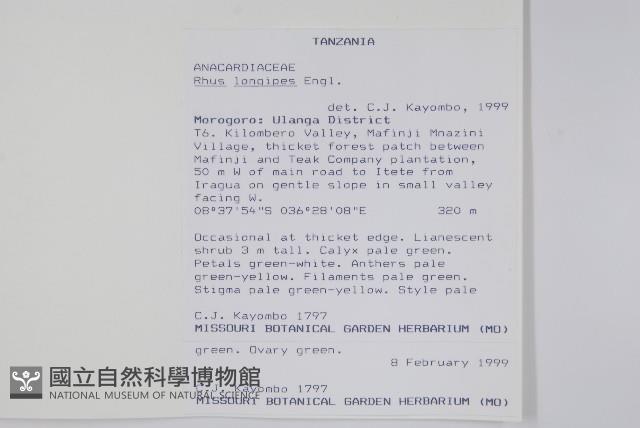 TANZANIA
ANACARDIACEAE
Rhus longipes Engl.
det. C.J. Kayombo, 1999
Morogoro: Ulanga District
T6. Kilombero Valley, Mafinji Mnazini
Village, thicket forest patch between
Mafinji and Teak Company plantation,
50 m W of main road to Itete from
Iragua on gentle slope in small valley
facing W.
08°37'54"S 036°28'08"E 320 m
Occasional at thicket edge. Lianescent
shrub 3 m tall. Calyx pale green.
Petals green-white. Anthers pale
green-yellow. Filaments pale green.
Stigma pale green-yellow. Style pale
C.J. Kayombo 1797
MISSOURI BOTANICAL GARDEN HERBARIUM (MO)
green. Ovary green.
8 February 1999
C.J. Kayombo 1797
MISSOURI BOTANICAL GARDEN HERBARIUM (MO)
國立自然科學博物館
NATIONAL MUSEUM OF NATURAL SCIENCE